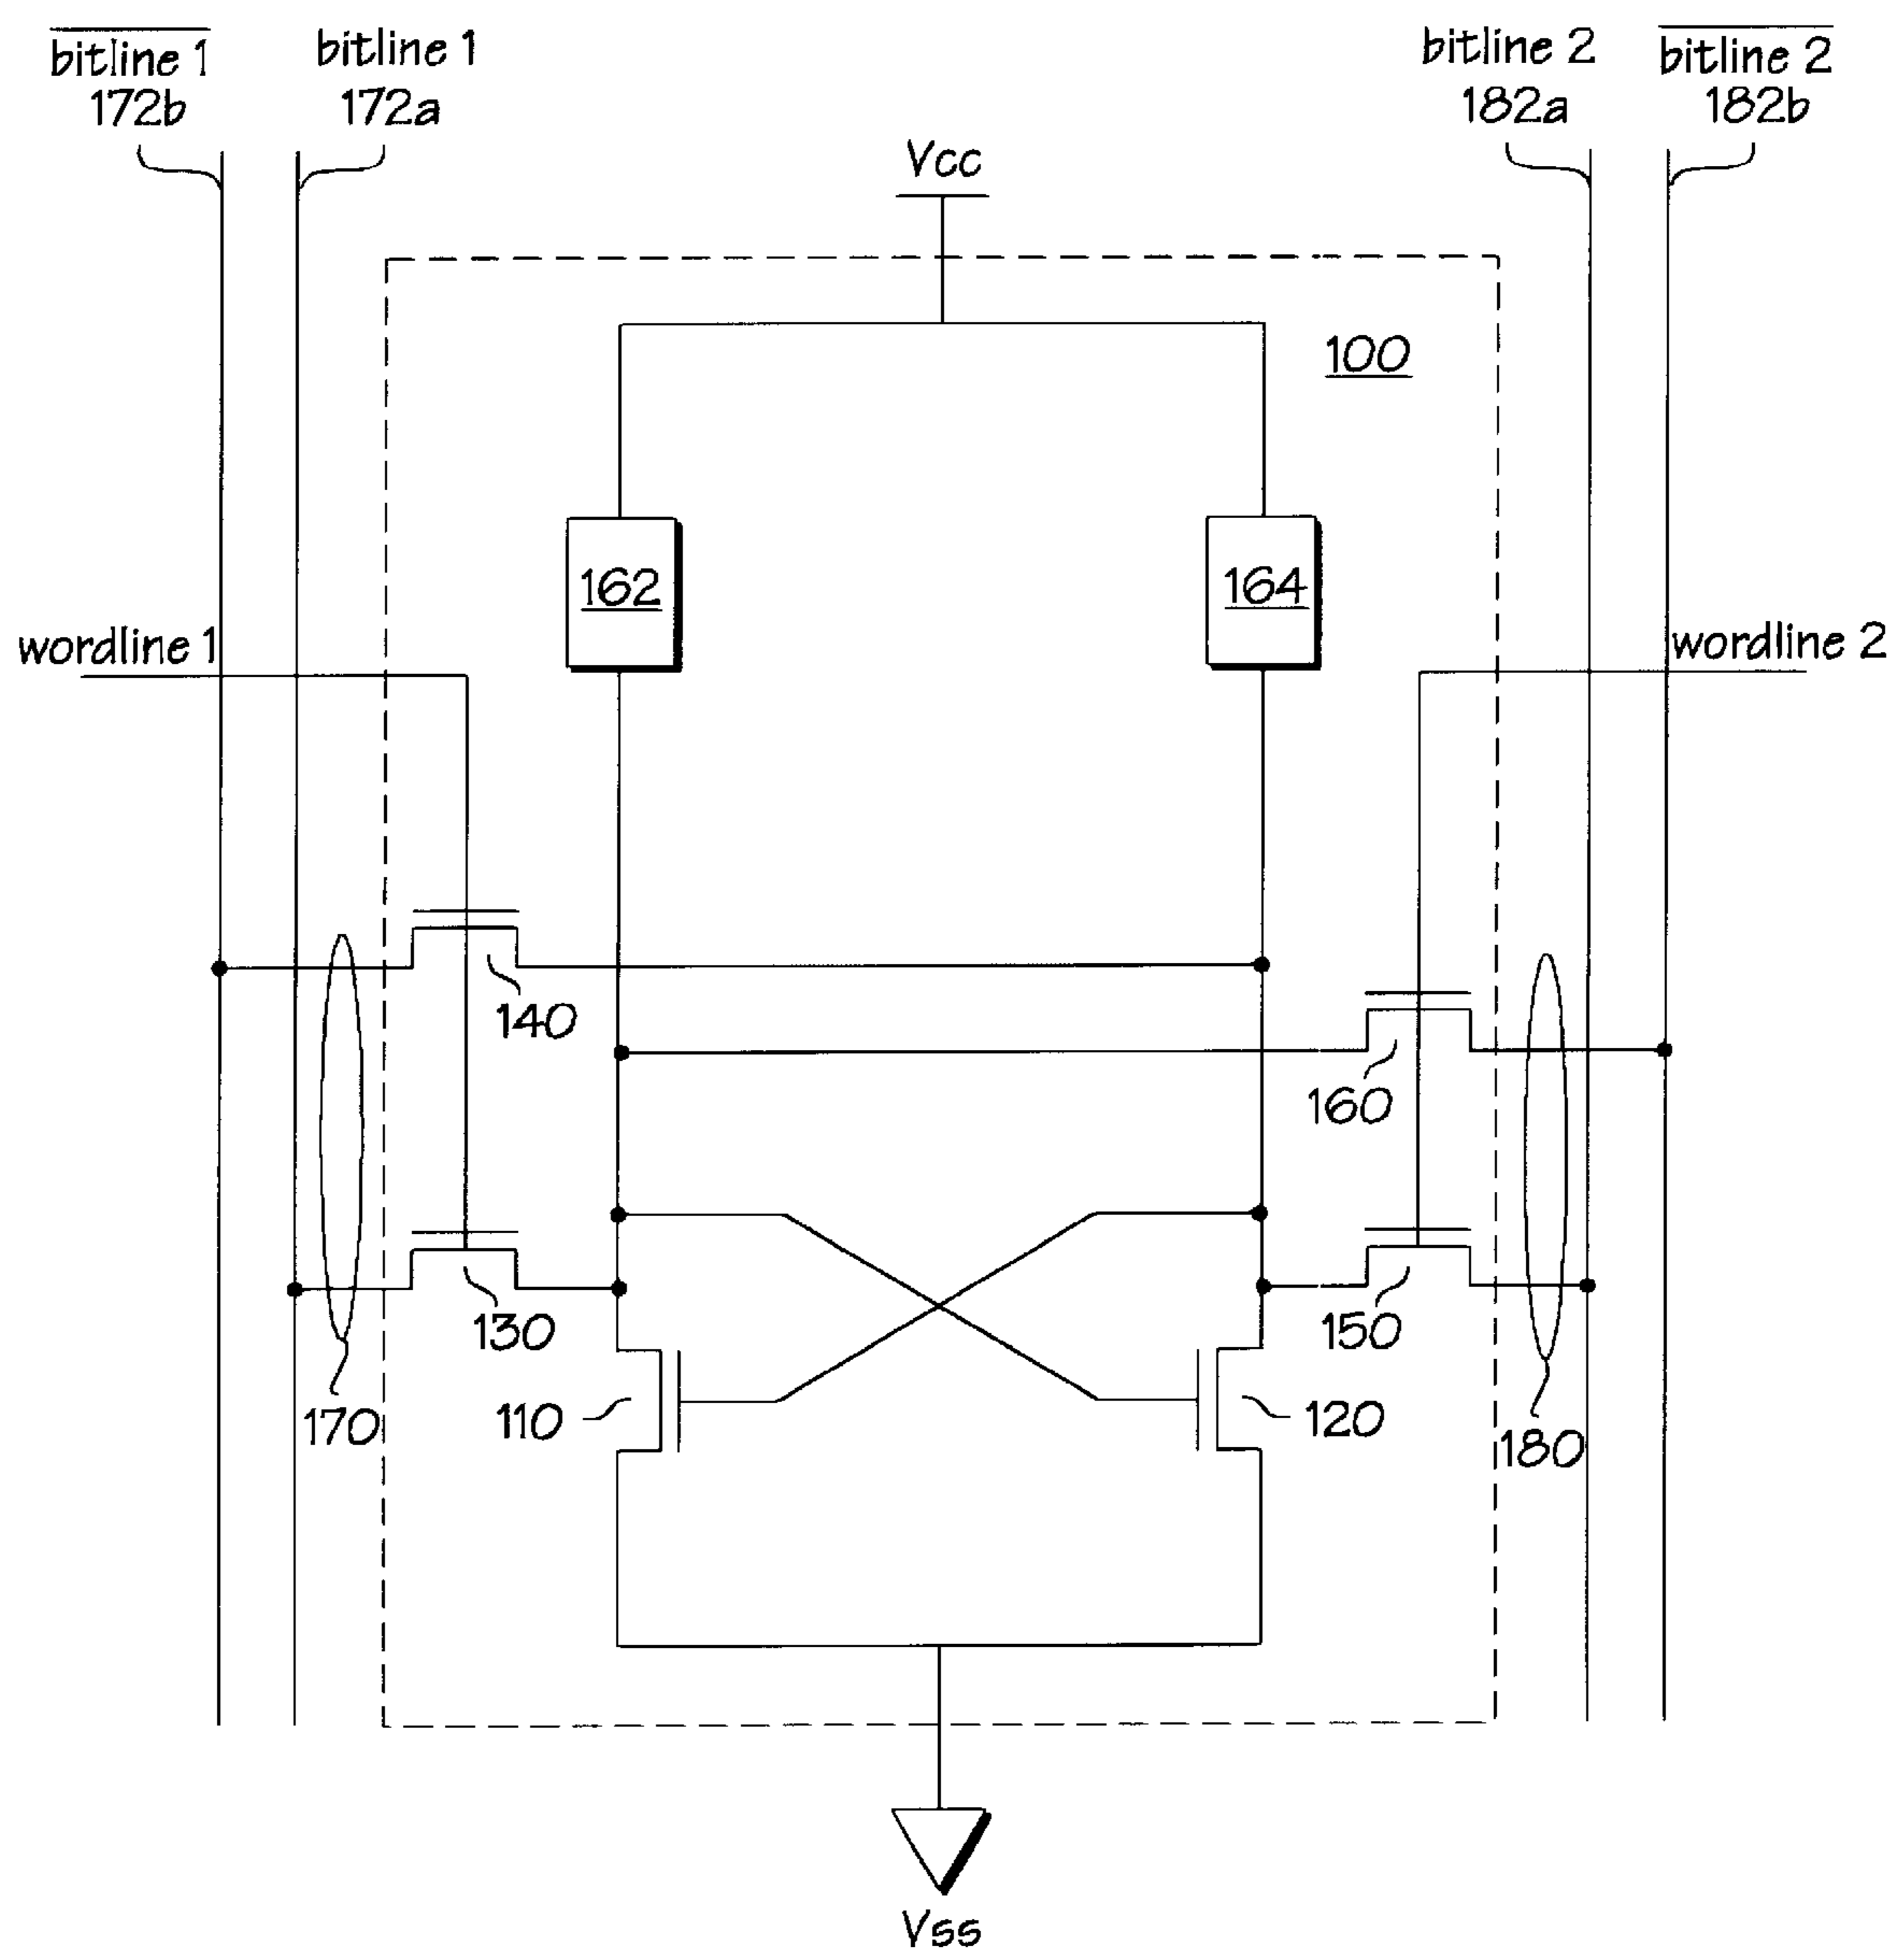 bitline 1
172b
bitline 1
172a
bitline 2
182a
bitline 2
182b
Vcc
100
162
164
wordline 1
wordline 2
140
160
130
150
110
120
170
180
Vss